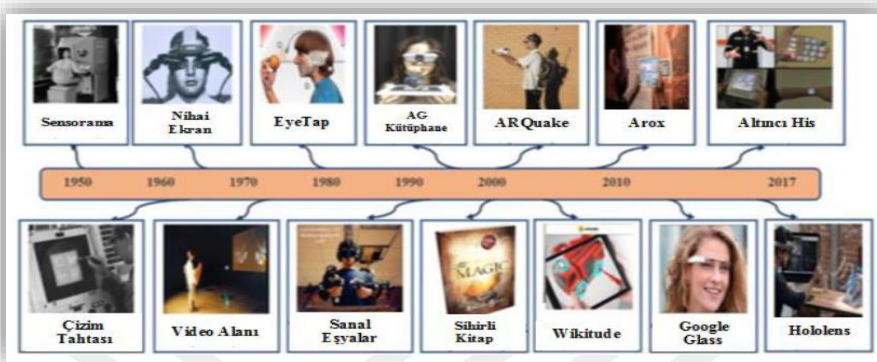 Sensorama
Nihai
Ekran
EyeTap
AG
Kütüphane
ARQuake
Arox
Altıncı His
1950 1960 1970 1980 1990 2000 2010 2017
Çizim
Tahtası
Video Alanı
Sanal
Eşyalar
MAGIC
Sihirli
Kitap
Wikitude
Google
Glass
Hololens